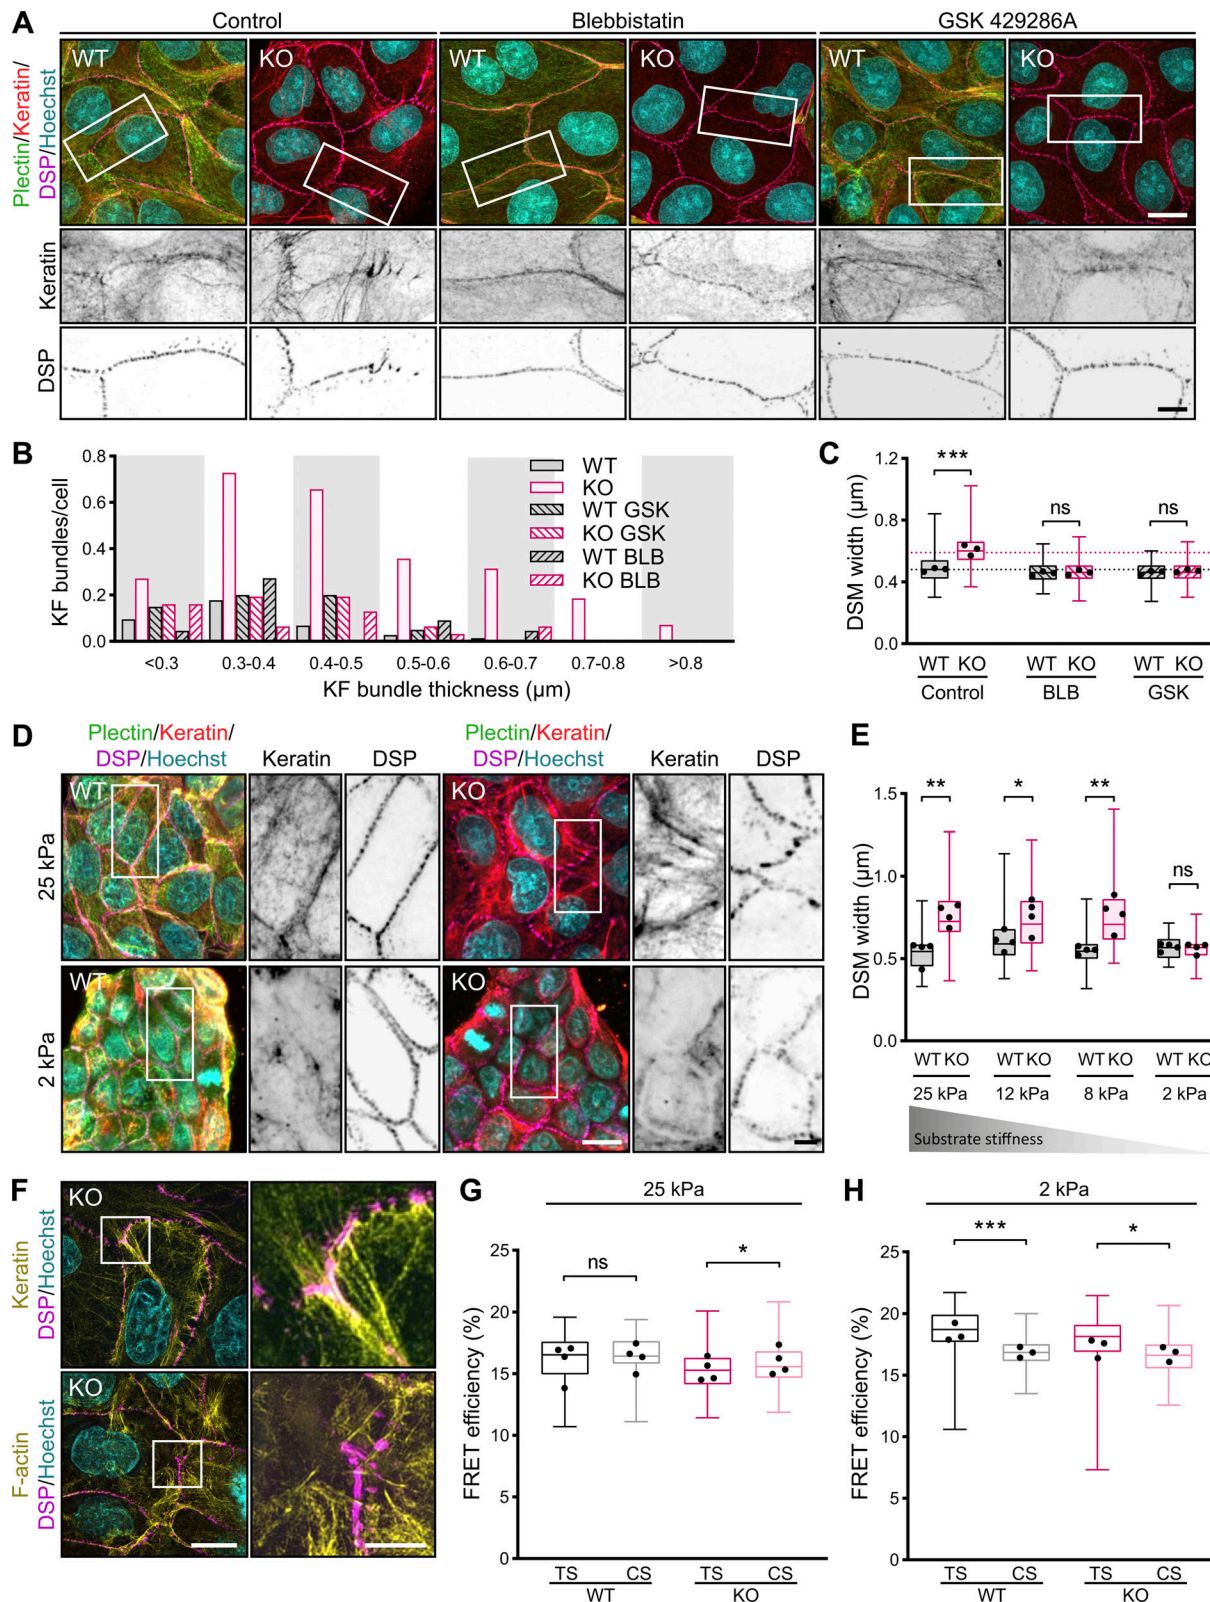 A
Control
Blebbistatin
GSK 429286A
Plectin/Keratin/
DSP/Hoechst
WT
KO
WT
KO
WT
KO
Keratin
DSP
B
KF bundles/cell
0.8
0.6
0.4
0.2
0.0
WT
KO
WT GSK
KO GSK
WT BLB
KO BLB
<0.3
0.3-0.4
0.4-0.5
0.5-0.6
0.6-0.7
0.7-0.8
>0.8
KF bundle thickness (µm)
C
DSM width (µm)
1.2
0.8
0.4
0.0
***
ns
ns
WT KO
WT KO
WT KO
Control
BLB
GSK
D
Plectin/Keratin/
DSP/Hoechst
Keratin
DSP
Plectin/Keratin/
DSP/Hoechst
Keratin
DSP
25 kPa
WT
KO
2 kPa
WT
KO
E
DSM width (µm)
1.5
1.0
0.5
0.0
**
*
**
ns
WT KO
WT KO
WT KO
WT KO
25 kPa
12 kPa
8 kPa
2 kPa
Substrate stiffness
F
Keratin
DSP/Hoechst
KO
F-actin
DSP/Hoechst
KO
G
25 kPa
FRET efficiency (%)
25
20
15
10
5
0
ns
*
TS
CS
TS
CS
WT
KO
H
2 kPa
FRET efficiency (%)
25
20
15
10
5
0
***
*
TS
CS
TS
CS
WT
KO